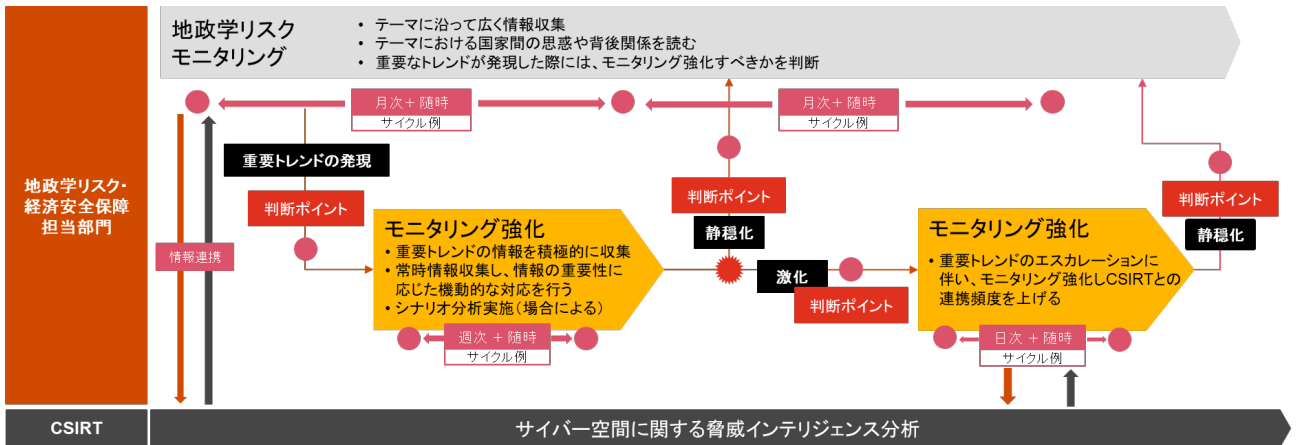 地政学リスク
モニタリング
• テーマに沿って広く情報収集
• テーマにおける国家間の思惑や背後関係を読む
• 重要なトレンドが発現した際には、モニタリング強化すべきかを判断
月次+随時
サイクル例
月次+随時
サイクル例
重要トレンドの発現
判断ポイント
地政学リスク・
経済安全保障
担当部門
情報連携
モニタリング強化
• 重要トレンドの情報を積極的に収集
• 常時情報収集し、情報の重要性に
応じた機動的な対応を行う
• シナリオ分析実施(場合による)
週次 + 随時
サイクル例
判断ポイント
静穏化
激化
判断ポイント
モニタリング強化
• 重要トレンドのエスカレーションに
伴い、モニタリング強化しCSIRTとの
連携頻度を上げる
日次 + 随時
サイクル例
判断ポイント
静穏化
CSIRT
サイバー空間に関する脅威インテリジェンス分析